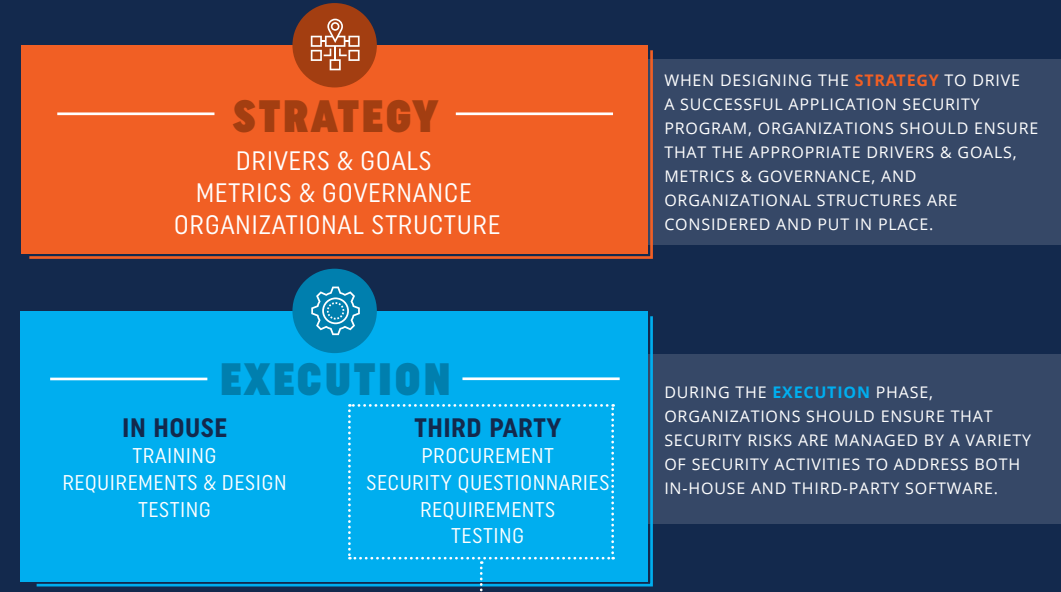 STRATEGY
DRIVERS & GOALS
METRICS & GOVERNANCE
ORGANIZATIONAL STRUCTURE
WHEN DESIGNING THE STRATEGY TO DRIVE
A SUCCESSFUL APPLICATION SECURITY
PROGRAM, ORGANIZATIONS SHOULD ENSURE
THAT THE APPROPRIATE DRIVERS & GOALS,
METRICS & GOVERNANCE, AND
ORGANIZATIONAL STRUCTURES ARE
CONSIDERED AND PUT IN PLACE.
EXECUTION
IN HOUSE
TRAINING
REQUIREMENTS & DESIGN
TESTING
THIRD PARTY
PROCUREMENT
SECURITY QUESTIONNARIES
REQUIREMENTS
TESTING
DURING THE EXECUTION PHASE,
ORGANIZATIONS SHOULD ENSURE THAT
SECURITY RISKS ARE MANAGED BY A VARIETY
OF SECURITY ACTIVITIES TO ADDRESS BOTH
IN-HOUSE AND THIRD-PARTY SOFTWARE.